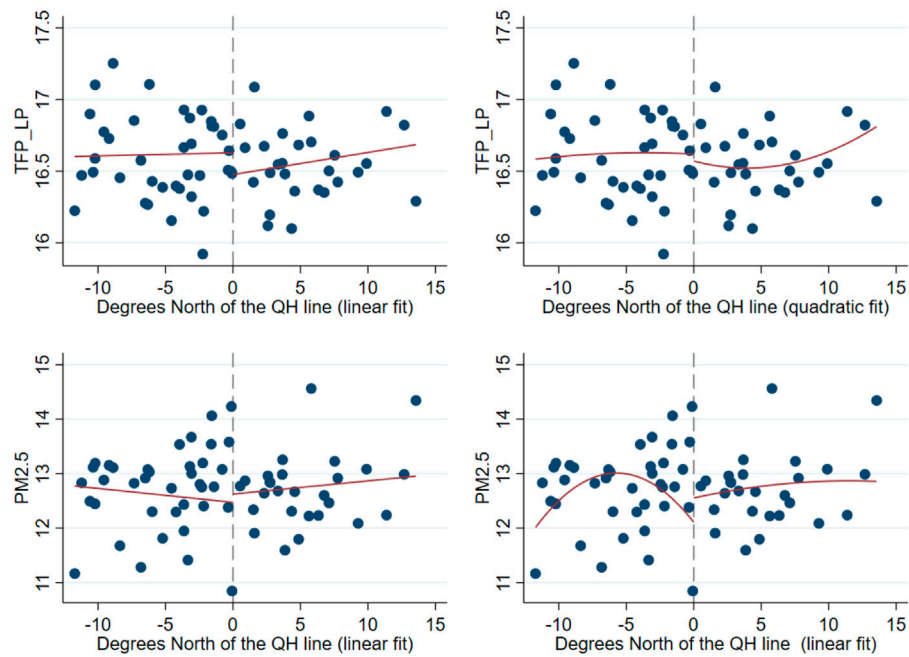 17.5
17
16.5
16
TFP_LP
-10 -5 0 5 10 15
Degrees North of the QH line (linear fit)
17.5
17
16.5
16
TFP_LP
-10 -5 0 5 10 15
Degrees North of the QH line (quadratic fit)
15
14
13
12
11
PM2.5
-10 -5 0 5 10 15
Degrees North of the QH line (linear fit)
15
14
13
12
11
PM2.5
-10 -5 0 5 10 15
Degrees North of the QH line (linear fit)